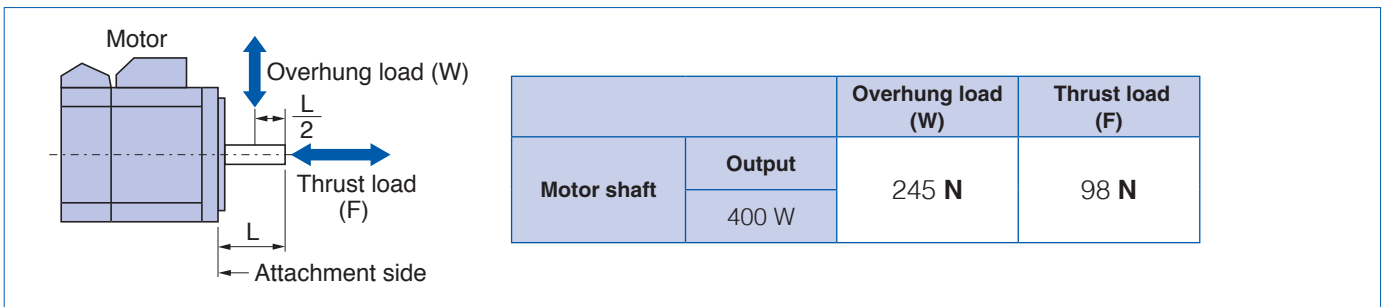 Motor
Overhung load (W)
L
2
Thrust load
(F)
L
Attachment side
Overhung load
(W)
Thrust load
(F)
Motor shaft
Output
400 W
245 N
98 N